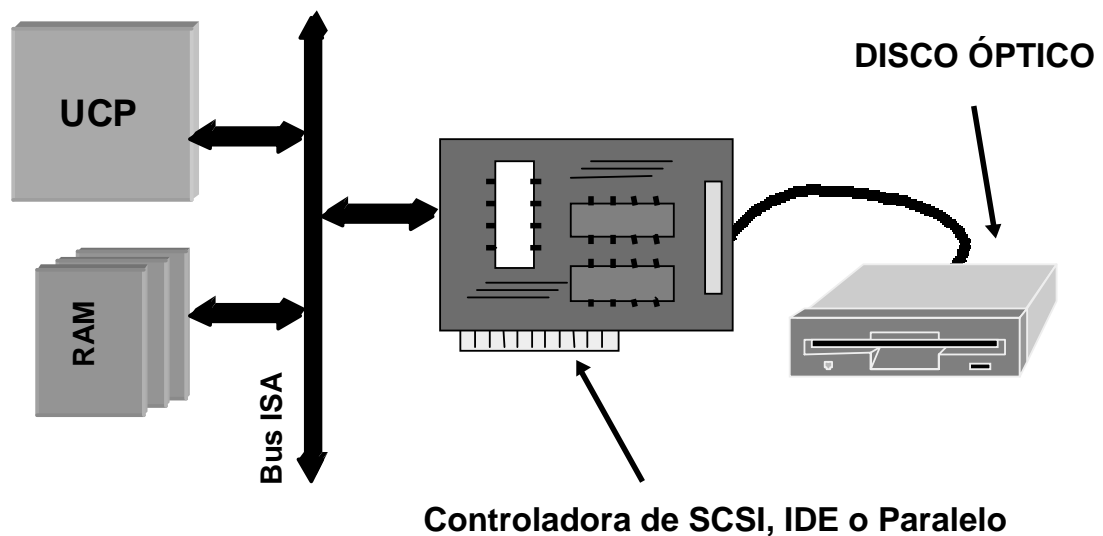 DISCO ÓPTICO
UCP
RAM
Bus ISA
Controladora de SCSI, IDE o Paralelo